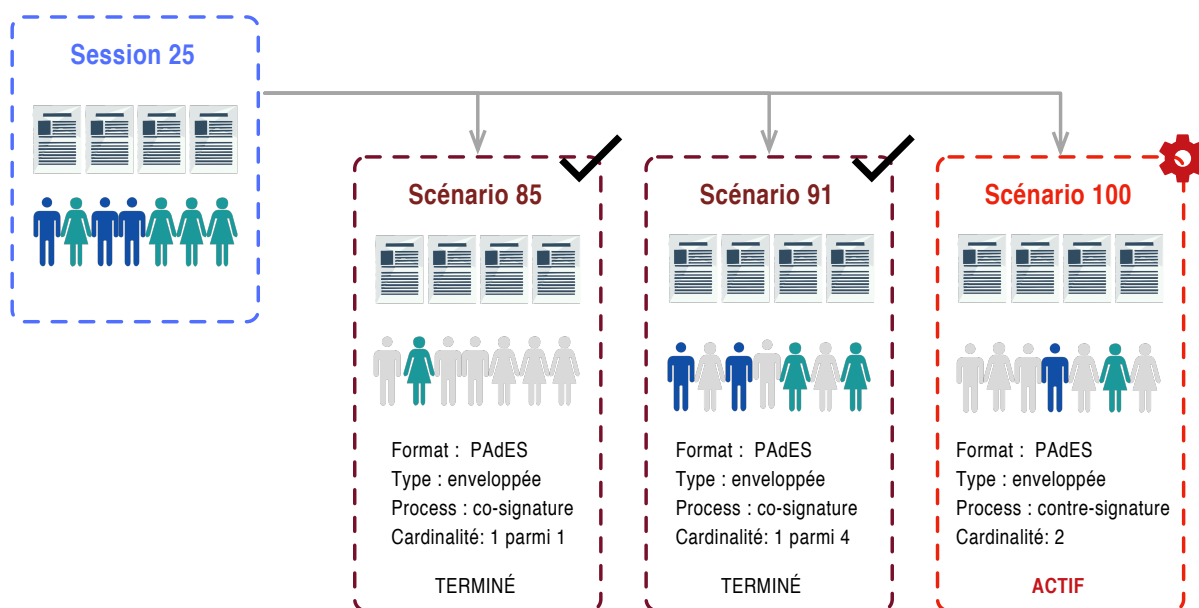 Session 25
Scénario 85
Format :  PAdES
Type : enveloppée
Process : co-signature
Cardinalité: 1 parmi 1
TERMINÉ
Scénario 91
Format :  PAdES
Type : enveloppée
Process : co-signature
Cardinalité: 1 parmi 4
TERMINÉ
Scénario 100
Format :  PAdES
Type : enveloppée
Process : contre-signature
Cardinalité: 2
ACTIF